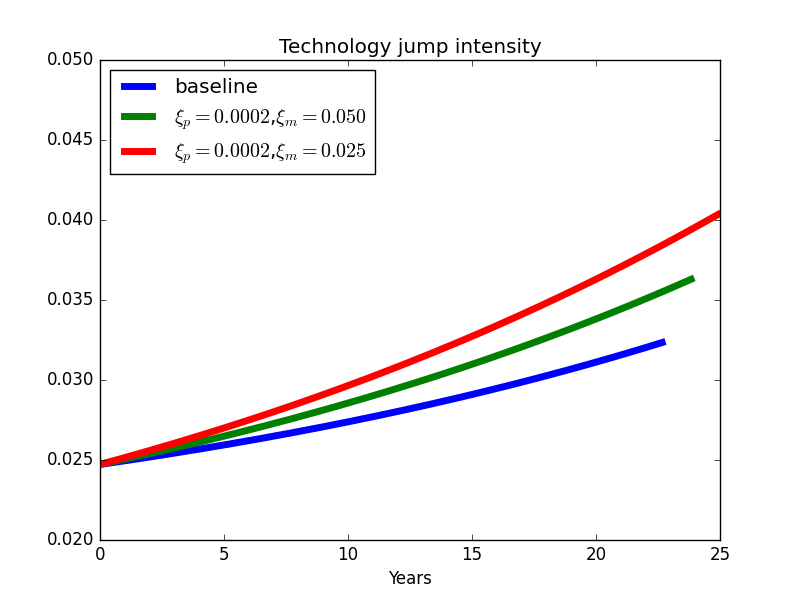 Technology jump intensity
0.050
0.045
0.040
0.035
0.030
0.025
0.020
baseline
ξₚ = 0.0002,ξₘ = 0.050
ξₚ = 0.0002,ξₘ = 0.025
0 5 10 15 20 25
Years